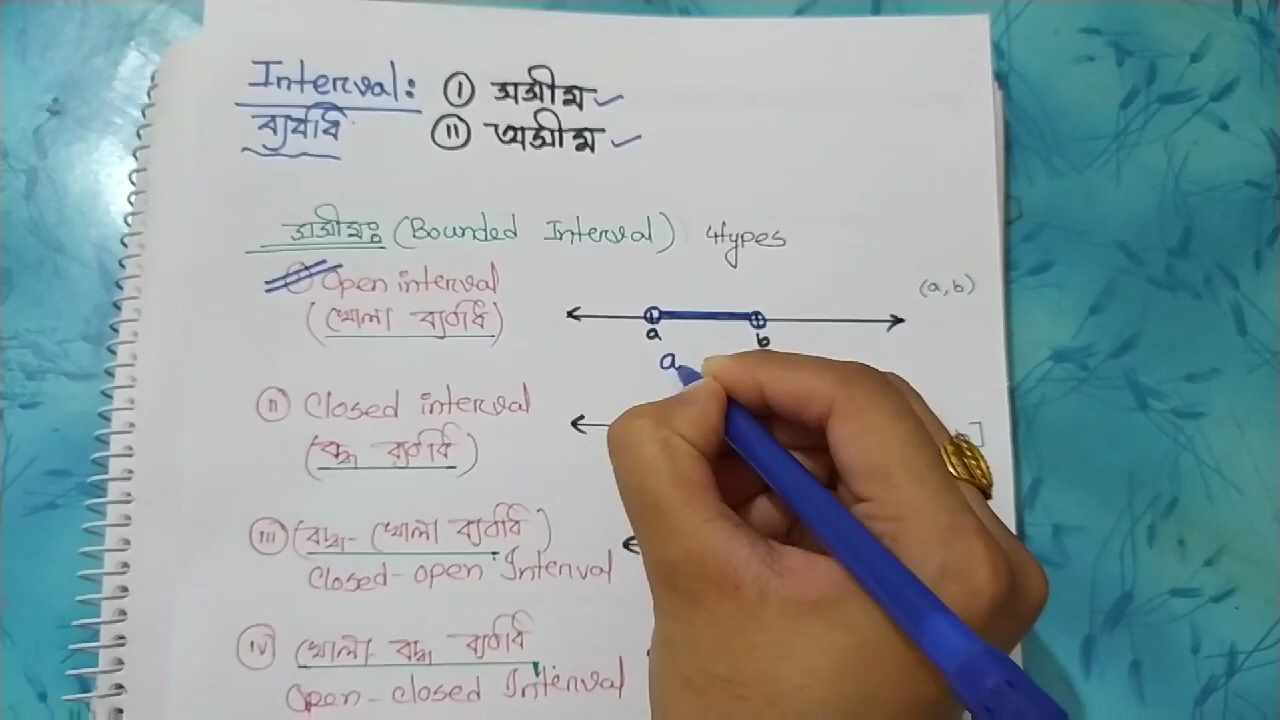 Interval: i সসীম
ব্যবধি ii অসীম
সসীমঃ (Bounded Interval) 4types
Open interval
(খোলা ব্যবধি)
(a, b)
a b
a
ii Closed interval
(বদ্ধ ব্যবধি)
]
iii (বদ্ধ-খোলা ব্যবধি)
Closed-open Interval
iv খোলা বদ্ধ ব্যবধি
Open-closed Interval